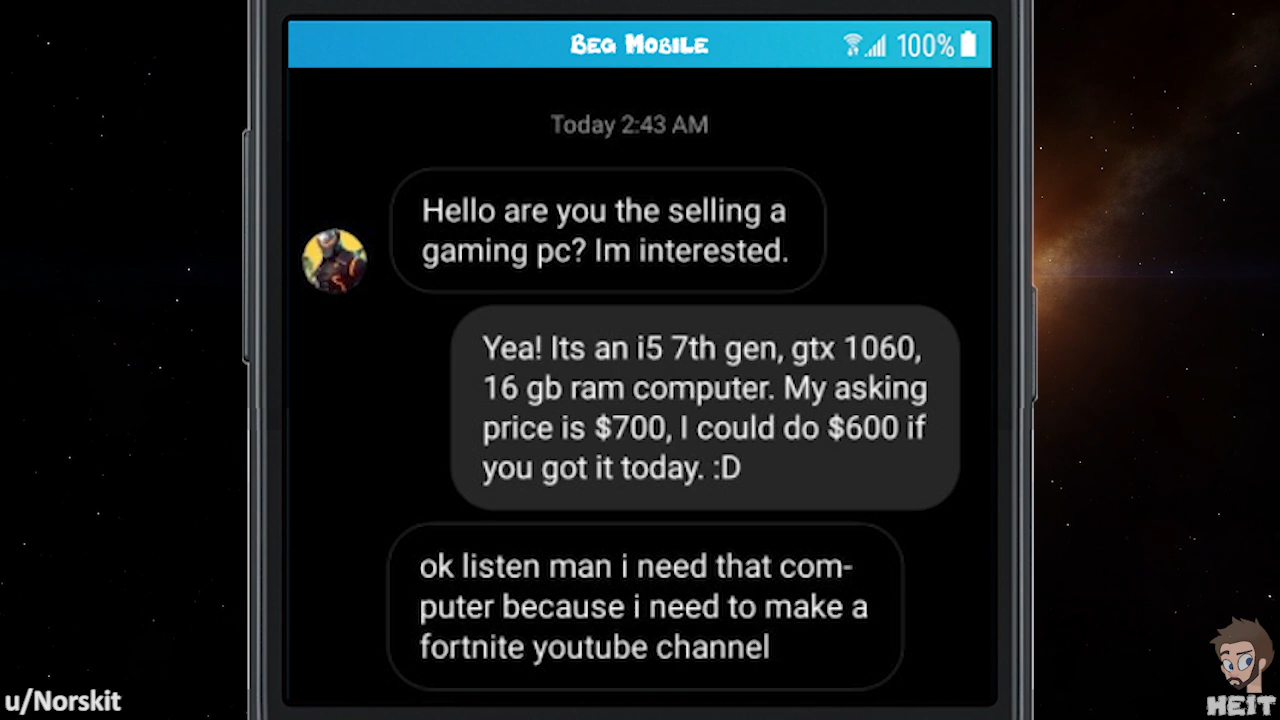 BEG MOBILE
100%
Today 2:43 AM
Hello are you the selling a
gaming pc? Im interested.
Yea! Its an i5 7th gen, gtx 1060,
16 gb ram computer. My asking
price is $700, I could do $600 if
you got it today. :D
ok listen man i need that com-
puter because i need to make a
fortnite youtube channel
u/Norskit
HEIT